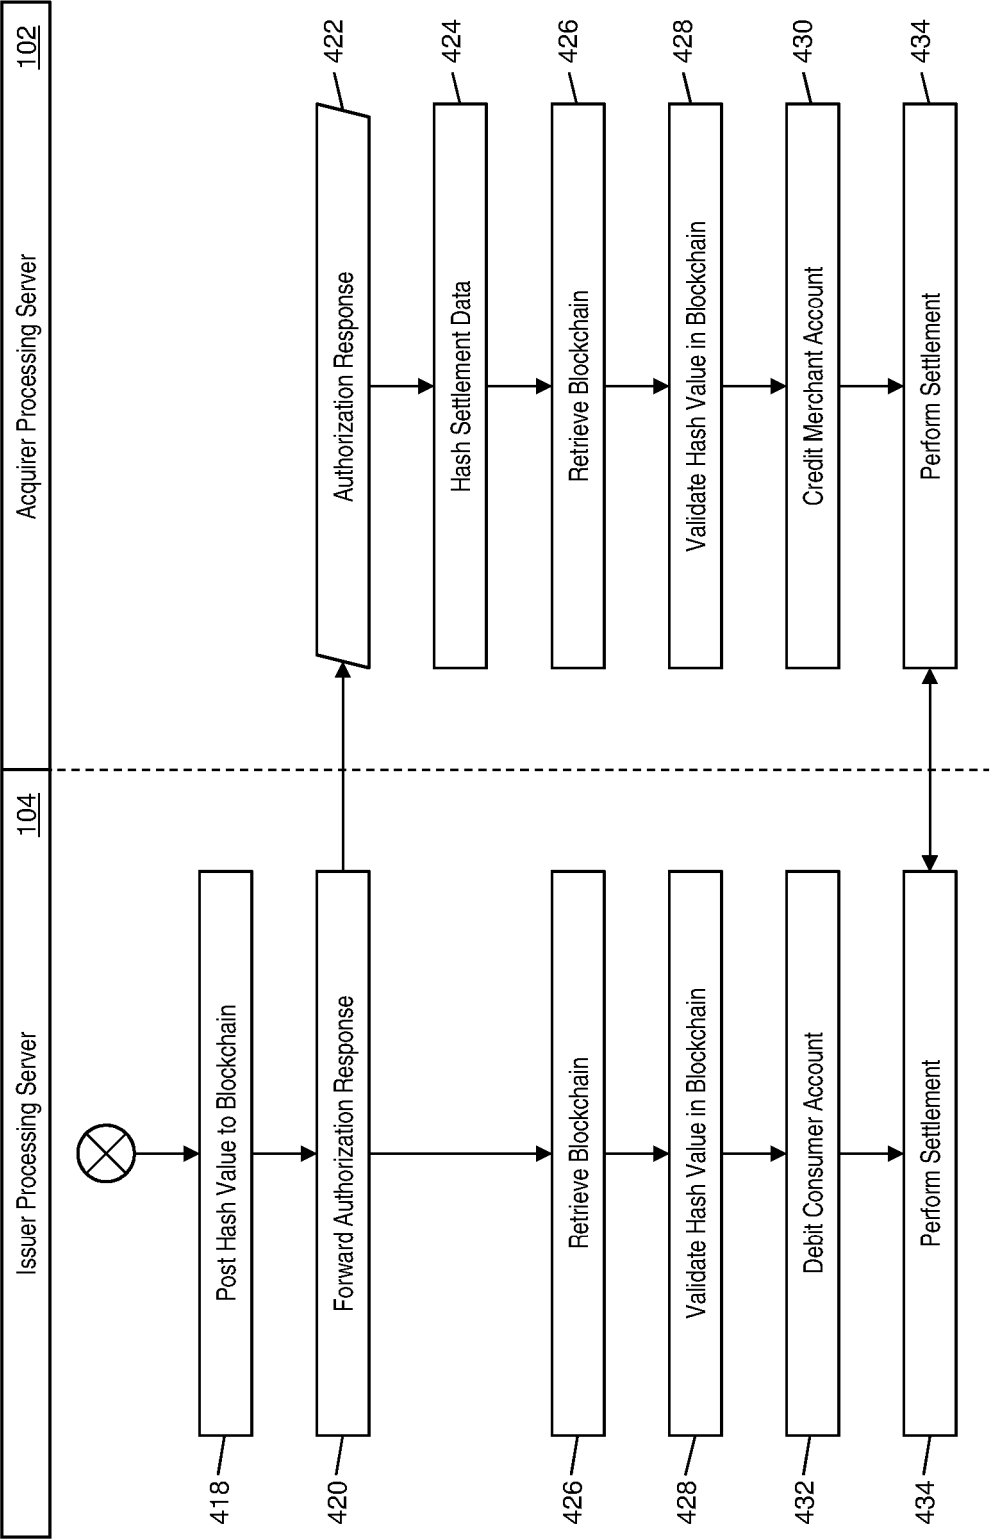 Issuer Processing Server
104
Acquirer Processing Server
102
418
Post Hash Value to Blockchain
420
Forward Authorization Response
Authorization Response
422
Hash Settlement Data
424
426
Retrieve Blockchain
Retrieve Blockchain
426
428
Validate Hash Value in Blockchain
Validate Hash Value in Blockchain
428
432
Debit Consumer Account
Credit Merchant Account
430
434
Perform Settlement
Perform Settlement
434